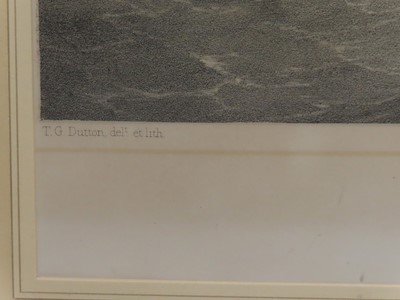 T.G. Dutton, delt. et lith.